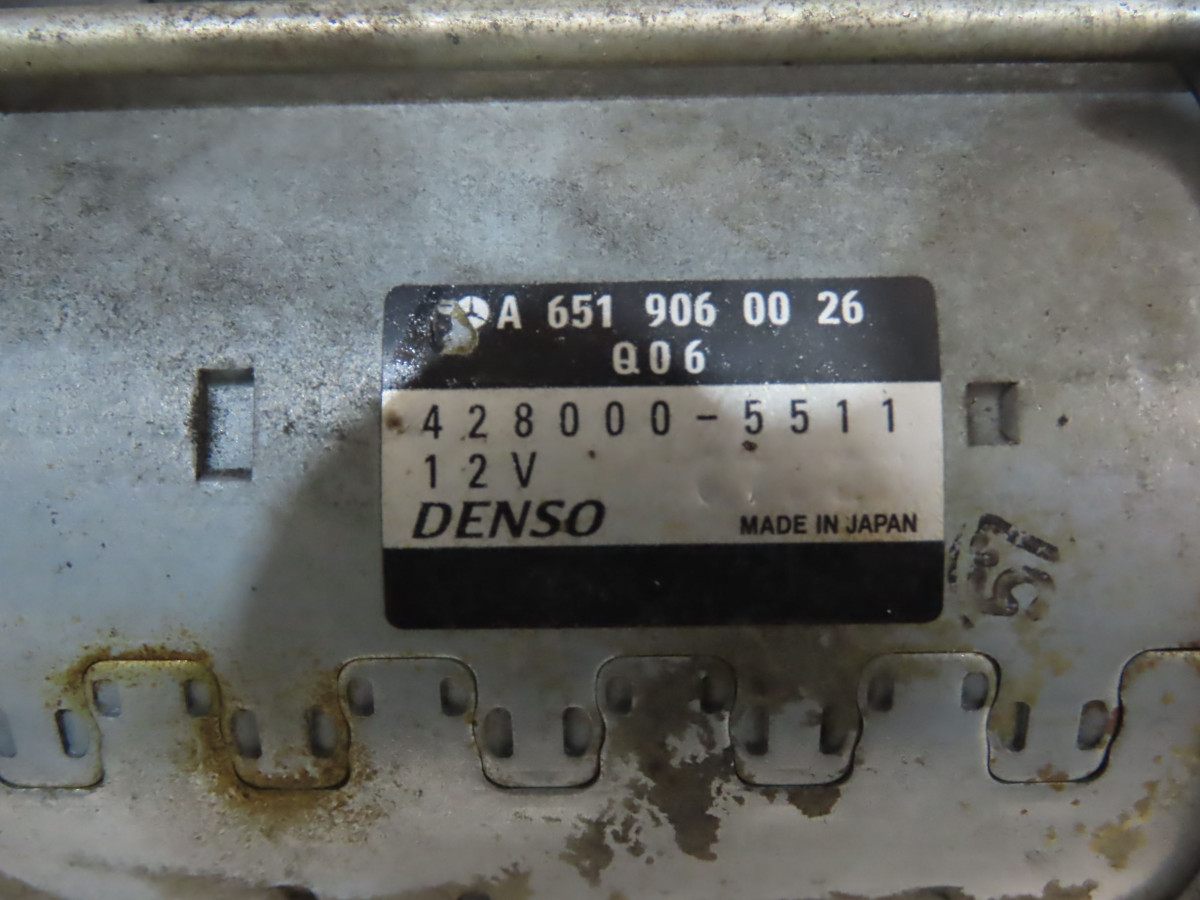 A 651 906 00 26
Q06
428000-5511
12V
DENSO
MADE IN JAPAN